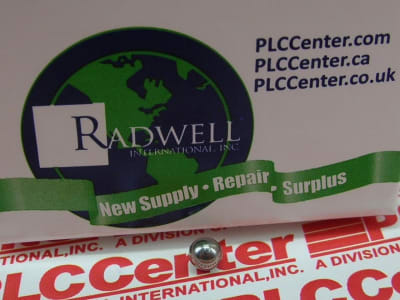 PLCCenter.com
PLCCenter.ca
PLCCenter.co.uk
RADWELL
INTERNATIONAL, INC.
New Supply • Repair • Surplus
INTERNATIONAL, INC. A DIVISION OF
PLCCenter
INTERNATIONAL, INC.